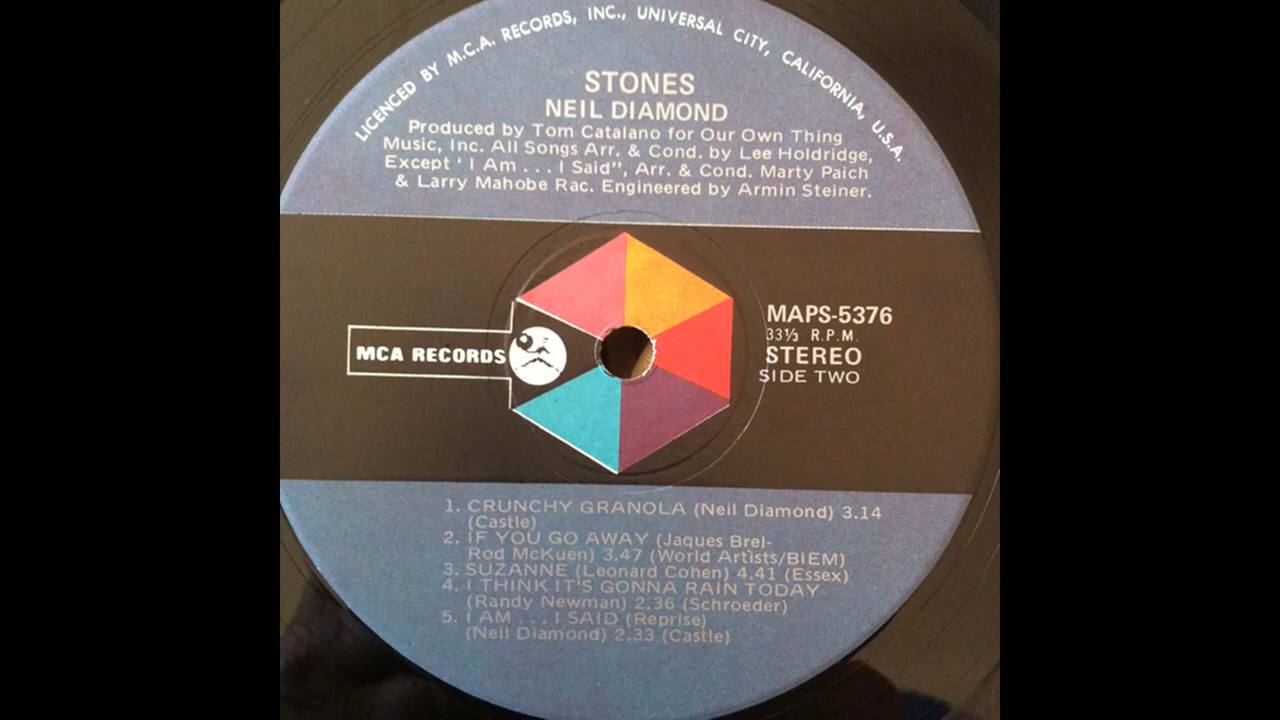 LICENCED BY M.C.A. RECORDS, INC., UNIVERSAL CITY, CALIFORNIA, U.S.A.
STONES
NEIL DIAMOND
Produced by Tom Catalano for Our Own Thing
Music, Inc. All Songs Arr. & Cond. by Lee Holdridge,
Except ' I Am . . . I Said", Arr. & Cond. Marty Paich
& Larry Mahobe Rac. Engineered by Armin Steiner.
MCA RECORDS
MAPS-5376
33⅓ R.P.M.
STEREO
SIDE TWO
1. CRUNCHY GRANOLA (Neil Diamond) 3.14
(Castle)
2. IF YOU GO AWAY (Jaques Brel-
Rod McKuen) 3.47 (World Artists/BIEM)
3. SUZANNE (Leonard Cohen) 4.41 (Essex)
4. I THINK IT'S GONNA RAIN TODAY
(Randy Newman) 2.36 (Schroeder)
5. I AM . . . I SAID (Reprise)
(Neil Diamond) 2.33 (Castle)